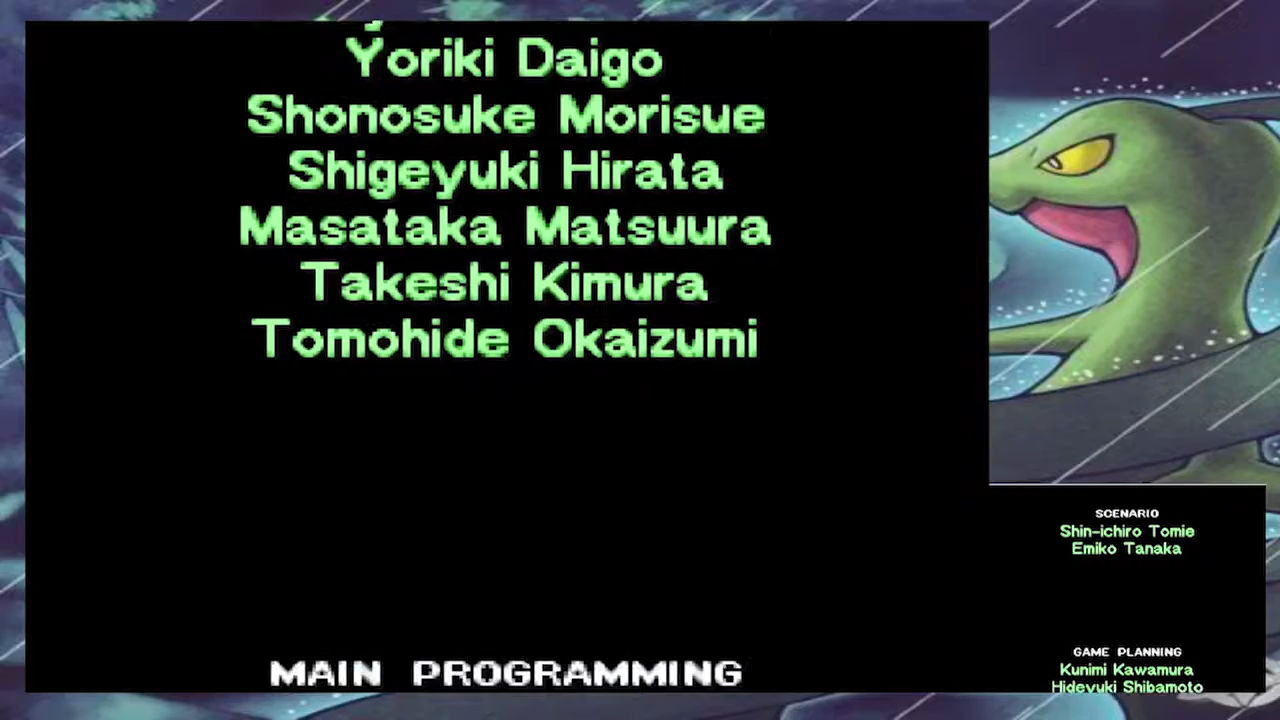 Yoriki Daigo
Shonosuke Morisue
Shigeyuki Hirata
Masataka Matsuura
Takeshi Kimura
Tomohide Okaizumi
MAIN PROGRAMMING
SCENARIO
Shin-ichiro Tomie
Emiko Tanaka
GAME PLANNING
Kunimi Kawamura
Hideyuki Shibamoto